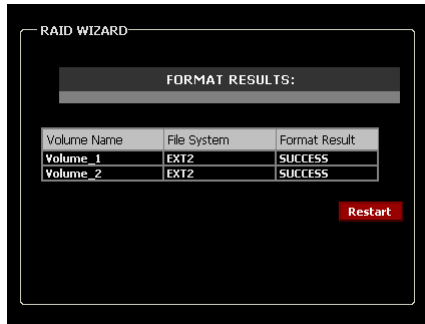 RAID WIZARD
FORMAT RESULTS:
Volume Name File System Format Result
Volume_1 EXT2 SUCCESS
Volume_2 EXT2 SUCCESS
Restart